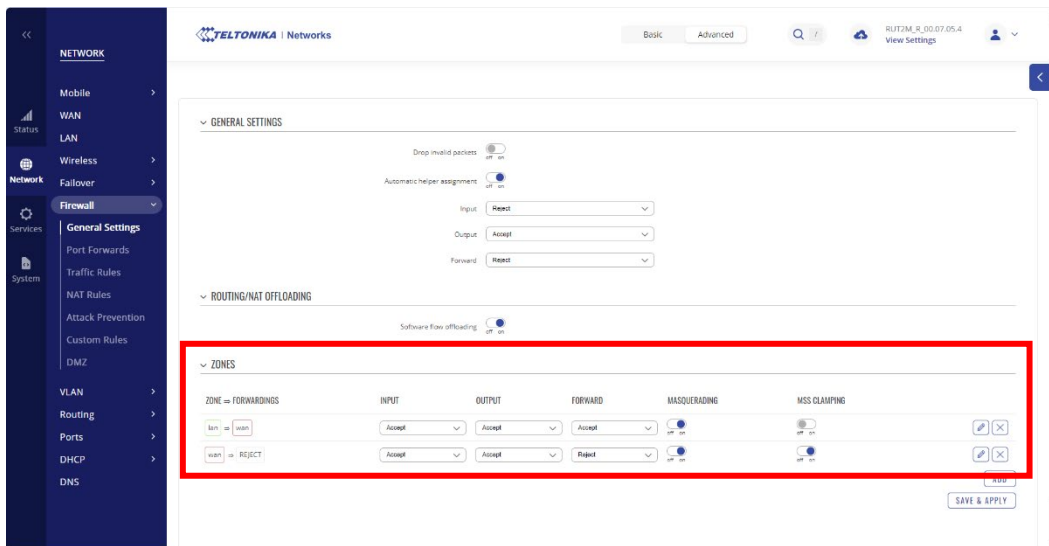 TELTONIKA | Networks
Basic
Advanced
/
RUT2M_R_00.07.05.4
View Settings
NETWORK
Status
Network
Services
System
Mobile
WAN
LAN
Wireless
Failover
Firewall
General Settings
Port Forwards
Traffic Rules
NAT Rules
Attack Prevention
Custom Rules
DMZ
VLAN
Routing
Ports
DHCP
DNS
GENERAL SETTINGS
Drop invalid packets off on
Automatic helper assignment off on
Input Reject
Output Accept
Forward Reject
ROUTING/NAT OFFLOADING
Software flow offloading off on
ZONES
ZONE ⇒ FORWARDINGS INPUT OUTPUT FORWARD MASQUERADING MSS CLAMPING
lan ⇒ wan Accept Accept Accept off on off on
wan ⇒ REJECT Accept Accept Reject off on off on
ADD
SAVE & APPLY